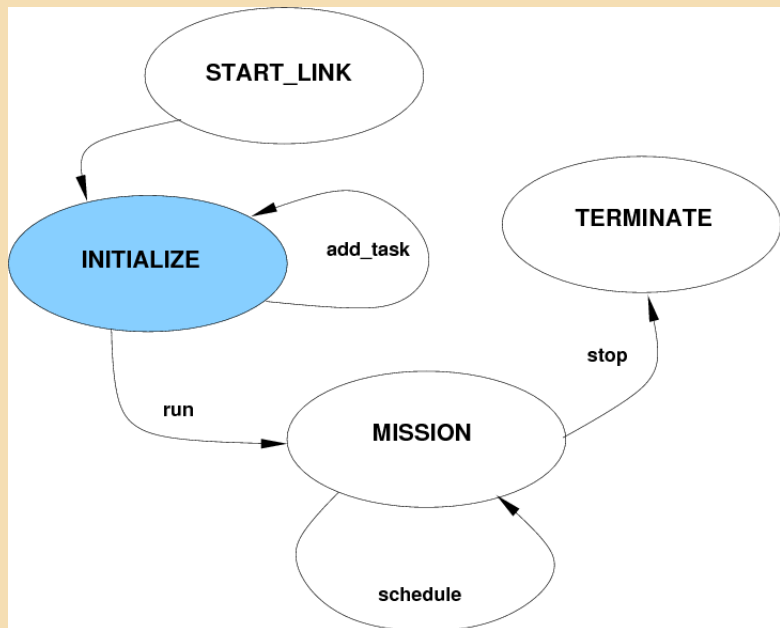 START_LINK
TERMINATE
INITIALIZE
add_task
stop
run
MISSION
schedule